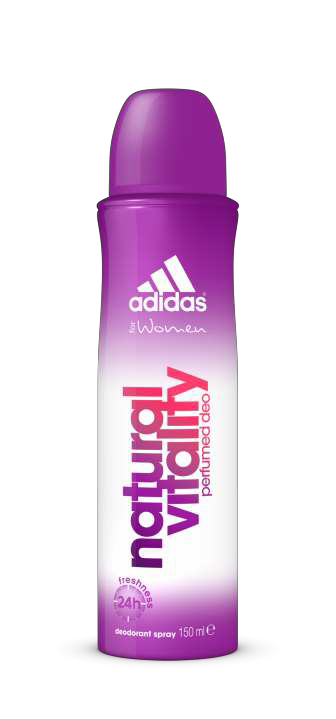 adidas
for Women
natural
vitality
perfumed deo
freshness
24h
deodorant spray 150 ml ℮